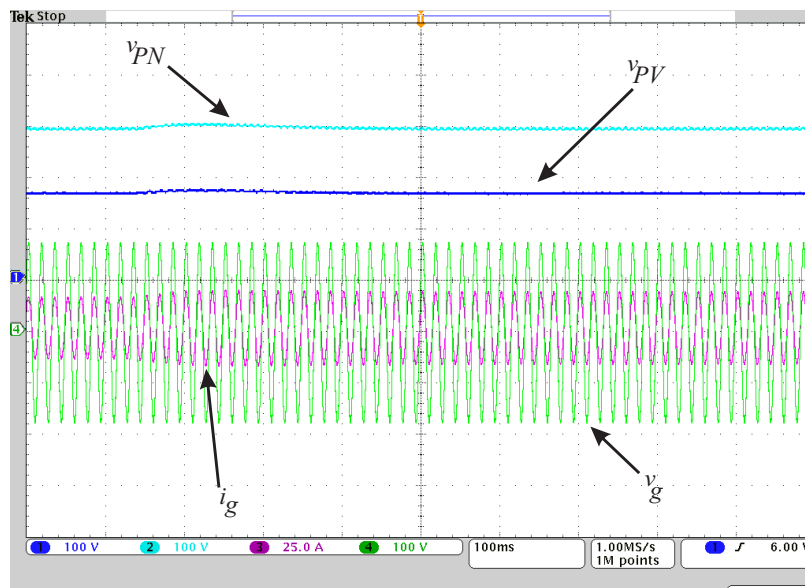 Tek Stop
T
vPN
vPV
1
4
ig
vg
1 100 V 2 100 V 3 25.0 A 4 100 V 100ms 1.00MS/s 1 6.00 V
1M points